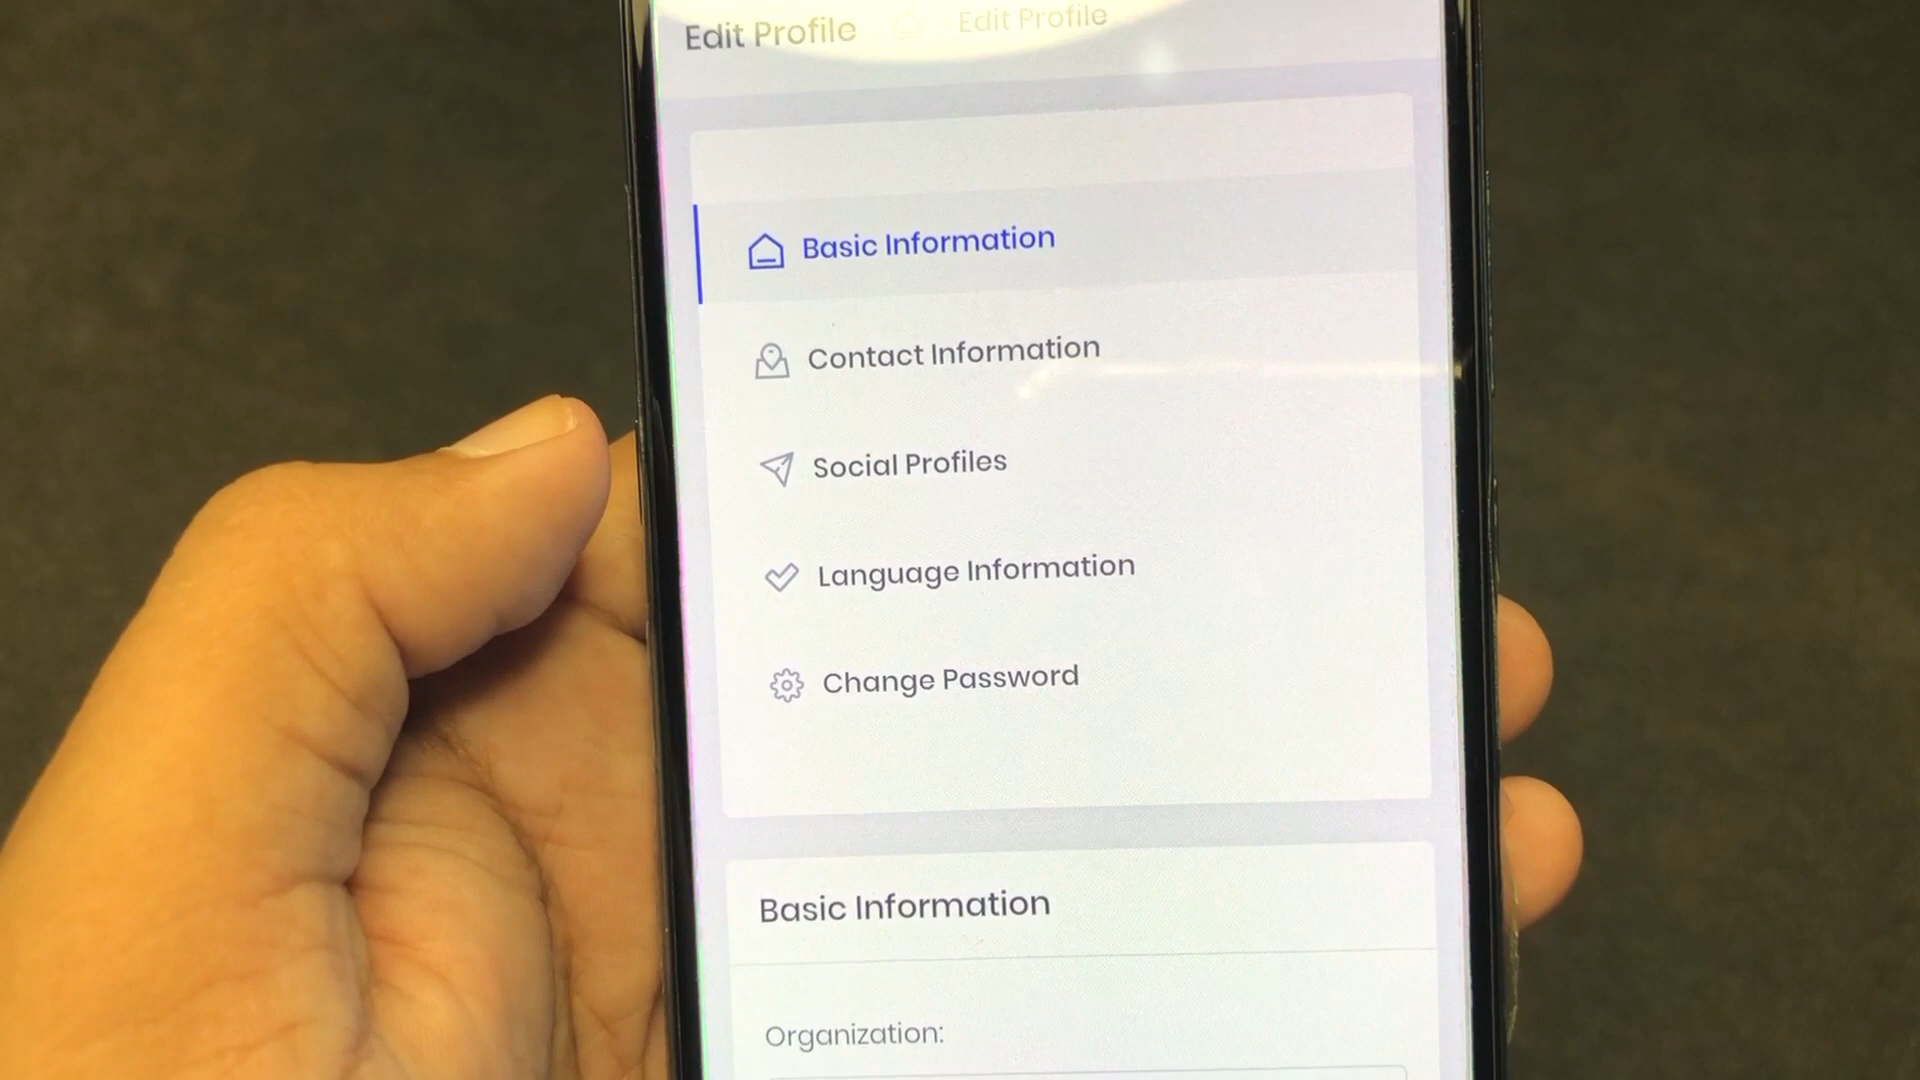 Edit Profile Edit Profile
Basic Information
Contact Information
Social Profiles
Language Information
Change Password
Basic Information
Organization: